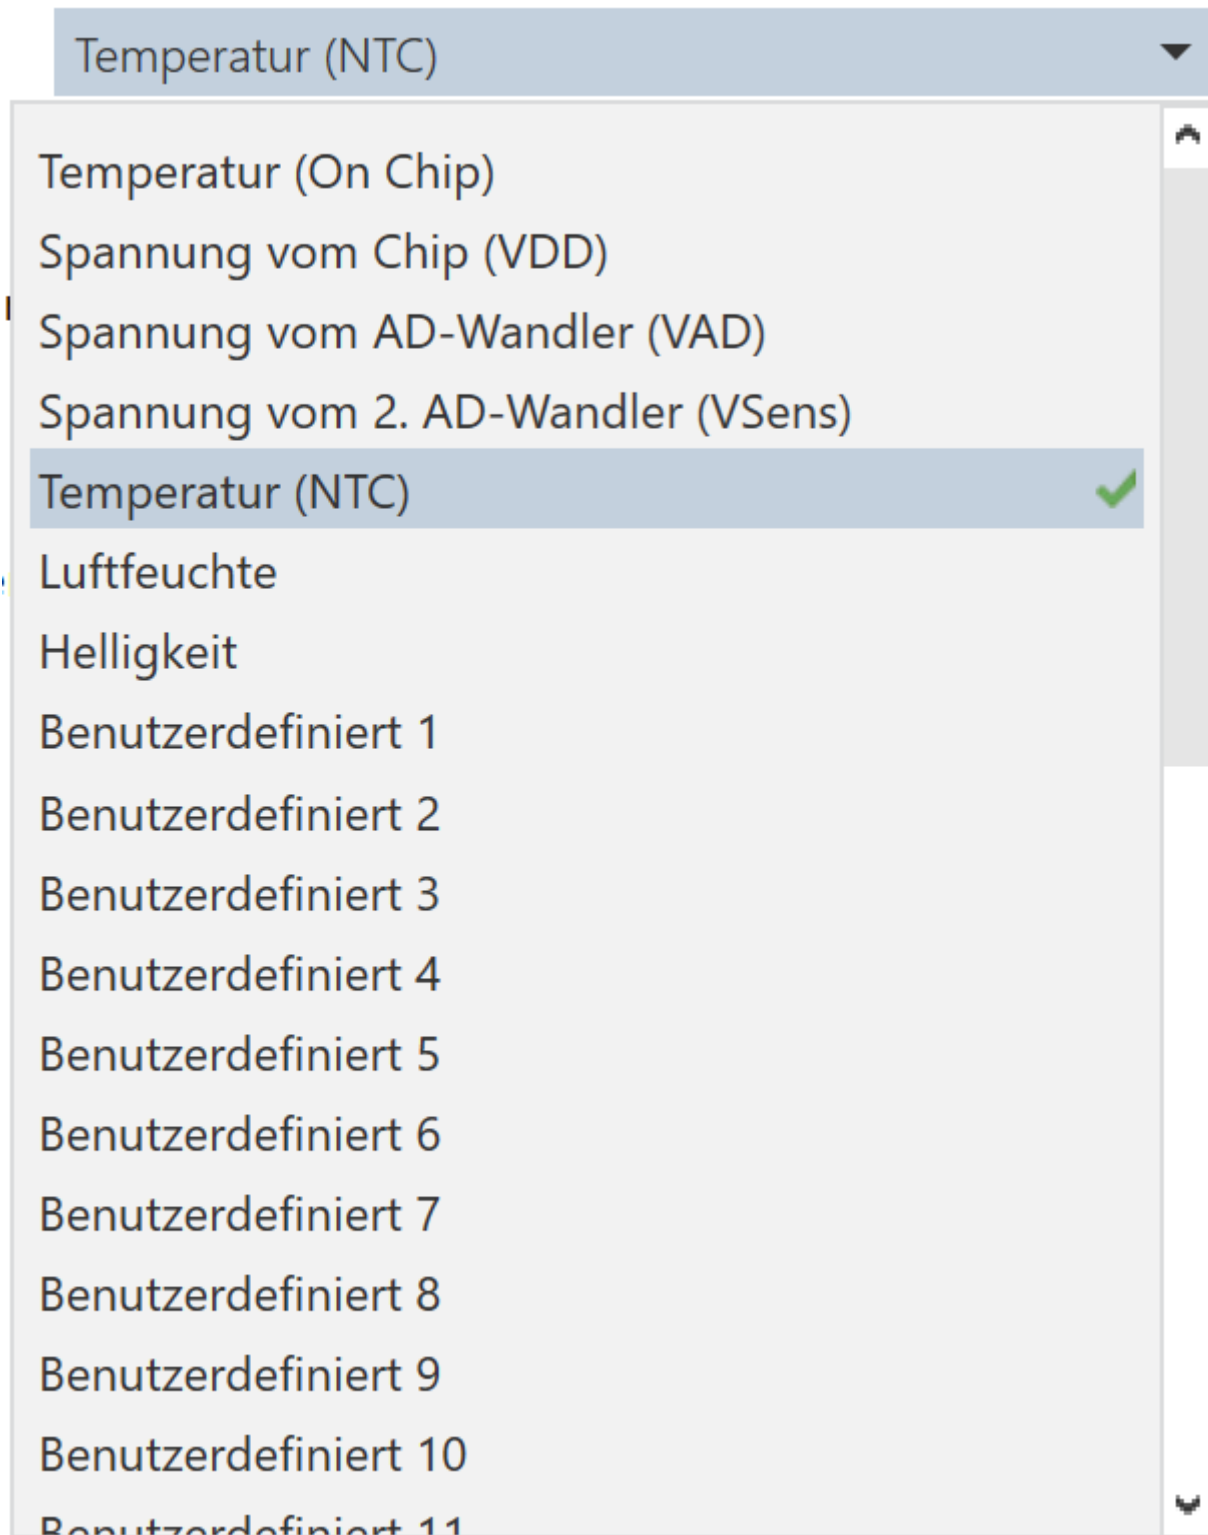 Temperatur (NTC)
Temperatur (On Chip)
Spannung vom Chip (VDD)
Spannung vom AD-Wandler (VAD)
Spannung vom 2. AD-Wandler (VSens)
Temperatur (NTC)
Luftfeuchte
Helligkeit
Benutzerdefiniert 1
Benutzerdefiniert 2
Benutzerdefiniert 3
Benutzerdefiniert 4
Benutzerdefiniert 5
Benutzerdefiniert 6
Benutzerdefiniert 7
Benutzerdefiniert 8
Benutzerdefiniert 9
Benutzerdefiniert 10
Benutzerdefiniert 11